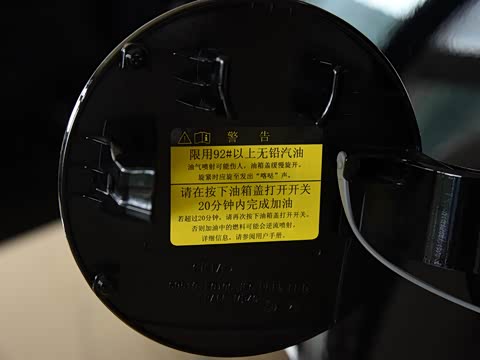 警 告
限用92#以上无铅汽油
油气喷射可能伤人，油箱盖缓慢旋开，
旋紧时应旋至发出“喀哒”声。
请在按下油箱盖打开开关
20分钟内完成加油
若超过20分钟，请再次按下油箱盖打开开关，
否则加油中的燃料可能会逆流喷射。
详细信息，请参阅用户手册。